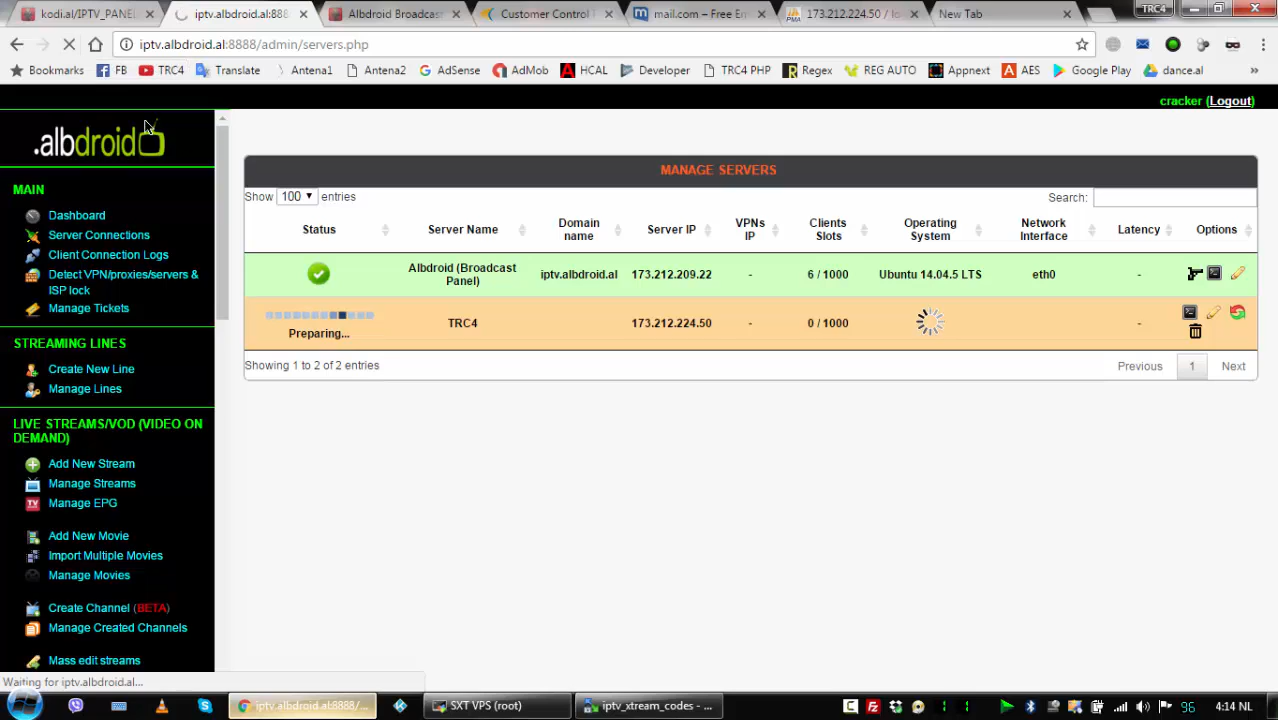 kodi.al/IPTV_PANEL
iptv.albdroid.al:888
Albdroid Broadcas
Customer Control
mail.com – Free E
173.212.224.50 / lo
New Tab
TRC4
iptv.albdroid.al:8888/admin/servers.php
Bookmarks
FB
TRC4
Translate
Antena1
Antena2
AdSense
AdMob
HCAL
Developer
TRC4 PHP
Regex
REG AUTO
Appnext
AES
Google Play
dance.al
»
cracker (Logout)
.albdroid
MAIN
Dashboard
Server Connections
Client Connection Logs
Detect VPN/proxies/servers &
ISP lock
Manage Tickets
STREAMING LINES
Create New Line
Manage Lines
LIVE STREAMS/VOD (VIDEO ON
DEMAND)
Add New Stream
Manage Streams
Manage EPG
Add New Movie
Import Multiple Movies
Manage Movies
Create Channel (BETA)
Manage Created Channels
Mass edit streams
MANAGE SERVERS
Show 100 entries
Search:
Status
Server Name
Domain
name
Server IP
VPNs
IP
Clients
Slots
Operating
System
Network
Interface
Latency
Options
Albdroid (Broadcast
Panel)
iptv.albdroid.al
173.212.209.22
-
6 / 1000
Ubuntu 14.04.5 LTS
eth0
-
Preparing...
TRC4
173.212.224.50
-
0 / 1000
-
Showing 1 to 2 of 2 entries
Previous
1
Next
Waiting for iptv.albdroid.al...
iptv.albdroid.al:8888/...
SXT VPS (root)
iptv_xtream_codes - ...
96
4:14 NL